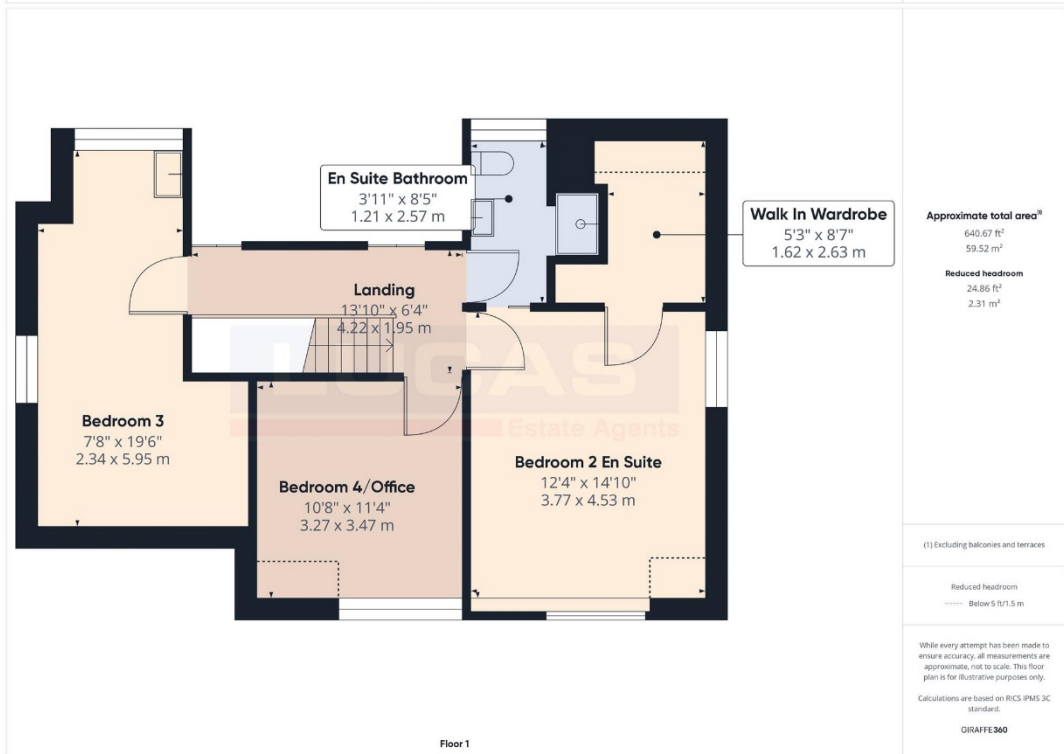 En Suite Bathroom
3'11" x 8'5"
1.21 x 2.57 m
Walk In Wardrobe
5'3" x 8'7"
1.62 x 2.63 m
Landing
13'10" x 6'4"
4.22 x 1.95 m
LUCAS
Estate Agents
Bedroom 3
7'8" x 19'6"
2.34 x 5.95 m
Bedroom 4/Office
10'8" x 11'4"
3.27 x 3.47 m
Bedroom 2 En Suite
12'4" x 14'10"
3.77 x 4.53 m
Floor 1
Approximate total area⁽¹⁾
640.67 ft²
59.52 m²
Reduced headroom
24.86 ft²
2.31 m²
(1) Excluding balconies and terraces
Reduced headroom
Below 5 ft/1.5 m
While every attempt has been made to
ensure accuracy, all measurements are
approximate, not to scale. This floor
plan is for illustrative purposes only.
Calculations are based on RICS IPMS 3C
standard.
GIRAFFE360